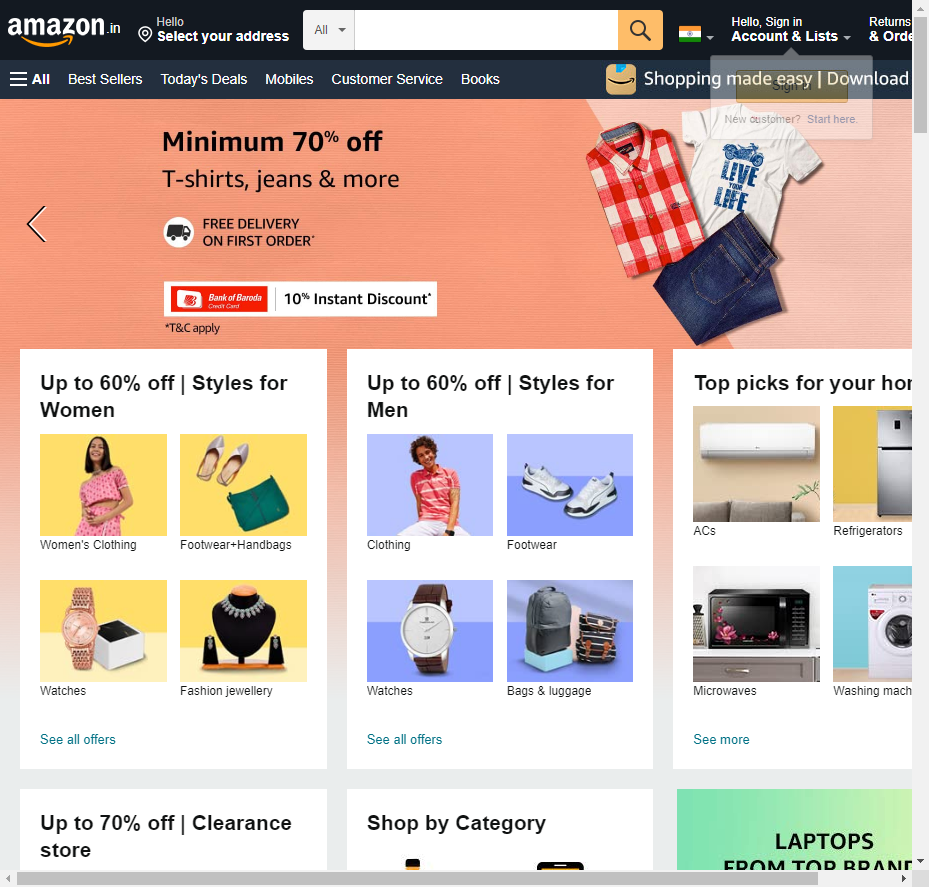 amazon.in
Hello
Select your address
All
Hello, Sign in
Account & Lists
Returns
& Orde
All
Best Sellers
Today's Deals
Mobiles
Customer Service
Books
Shopping made easy | Download
Sign in
New customer? Start here.
Minimum 70% off
T-shirts, jeans & more
FREE DELIVERY
ON FIRST ORDER*
Bank of Baroda
Credit Card
10% Instant Discount*
*T&C apply
LIVE
YOUR
LIFE
Up to 60% off | Styles for
Women
Women's Clothing
Footwear+Handbags
Watches
Fashion jewellery
See all offers
Up to 60% off | Styles for
Men
Clothing
Footwear
Watches
Bags & luggage
See all offers
Top picks for your hom
ACs
Refrigerators
Microwaves
Washing mach
See more
Up to 70% off | Clearance
store
Shop by Category
LAPTOPS
FROM TOP BRAND